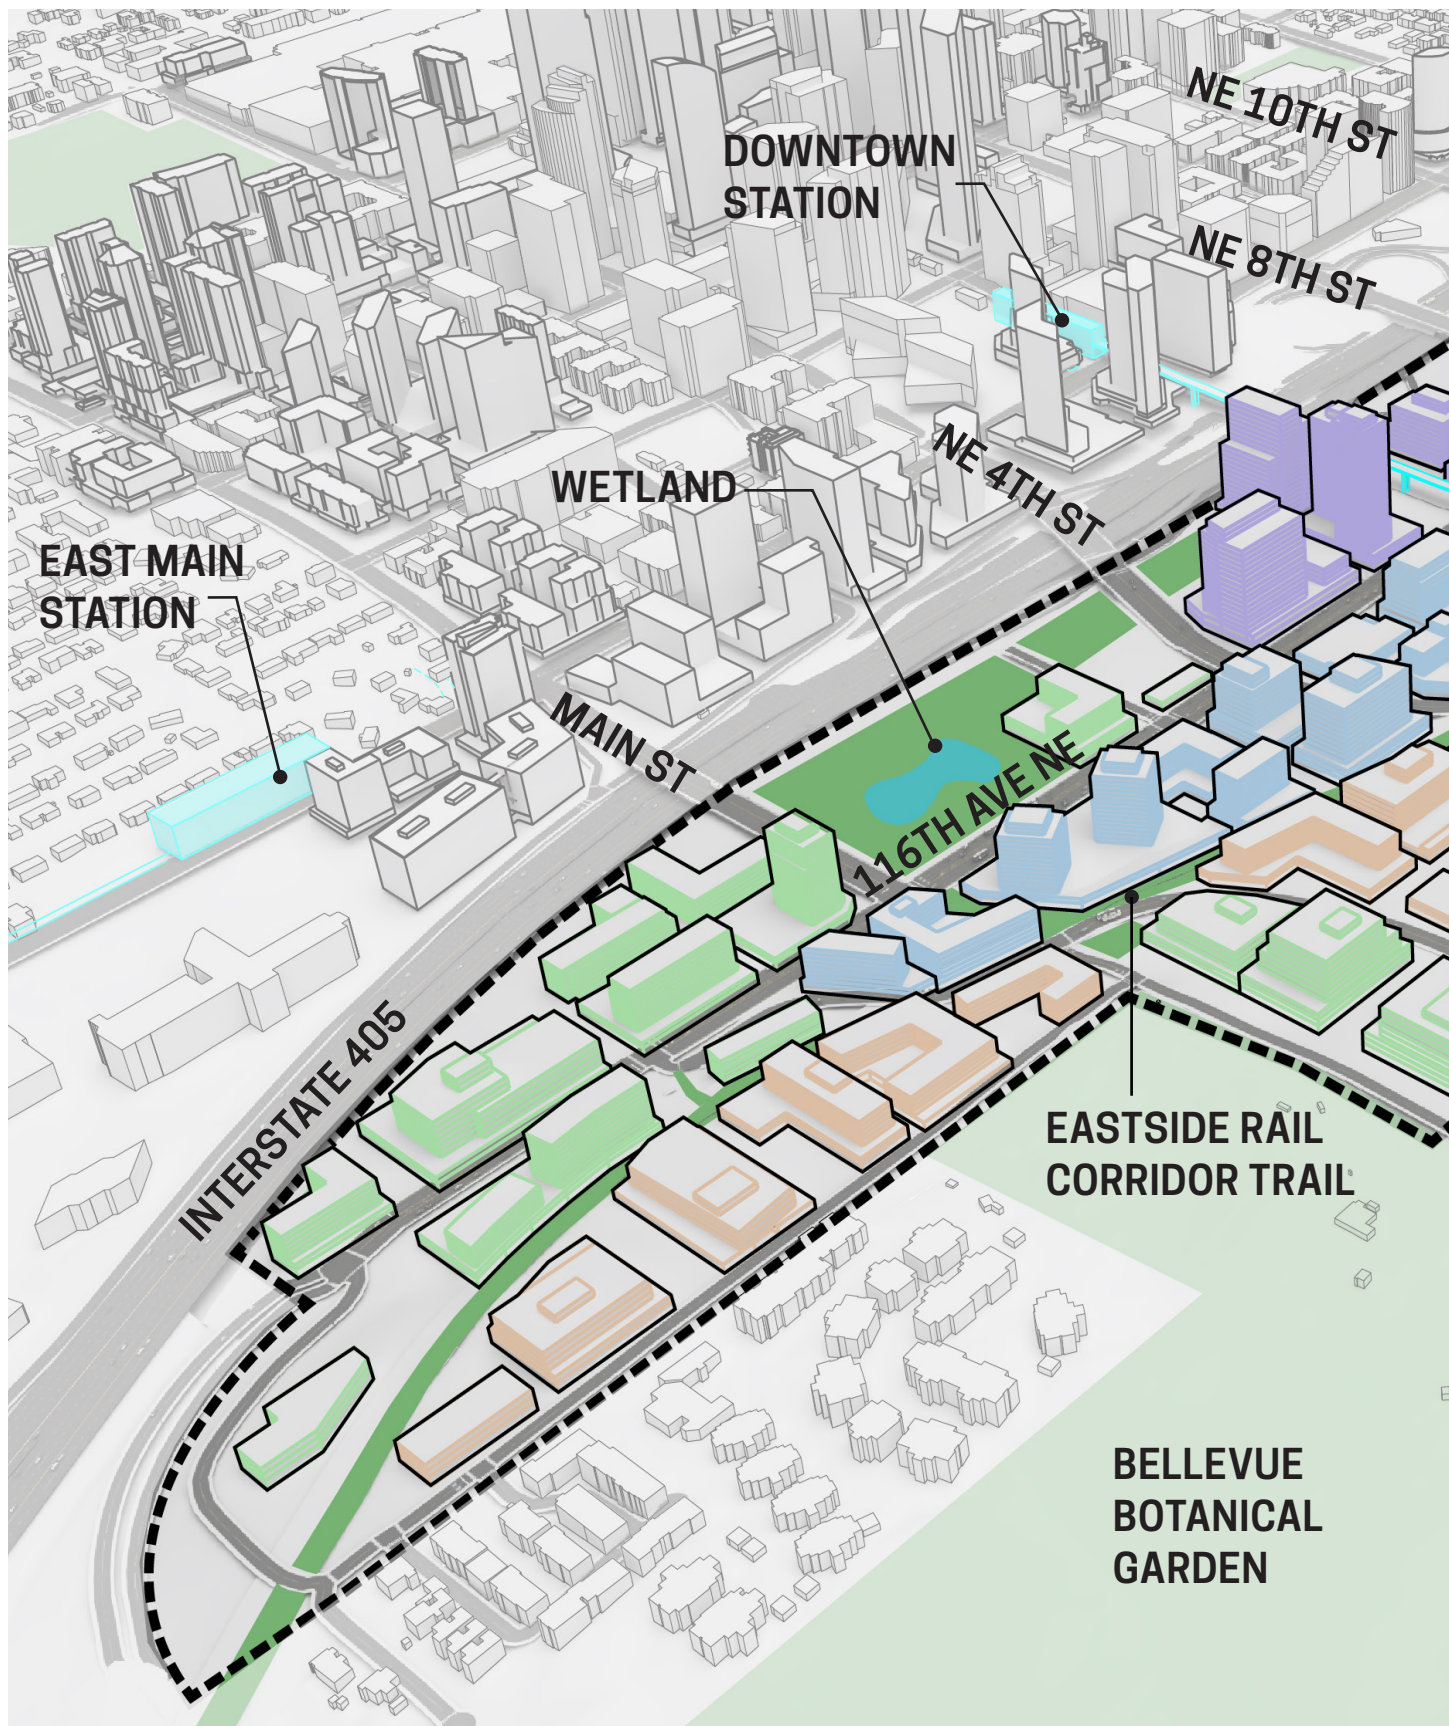 NE 10TH ST
DOWNTOWN
STATION
NE 8TH ST
NE 4TH ST
WETLAND
EAST MAIN
STATION
MAIN ST
116TH AVE NE
INTERSTATE 405
EASTSIDE RAIL
CORRIDOR TRAIL
BELLEVUE
BOTANICAL
GARDEN